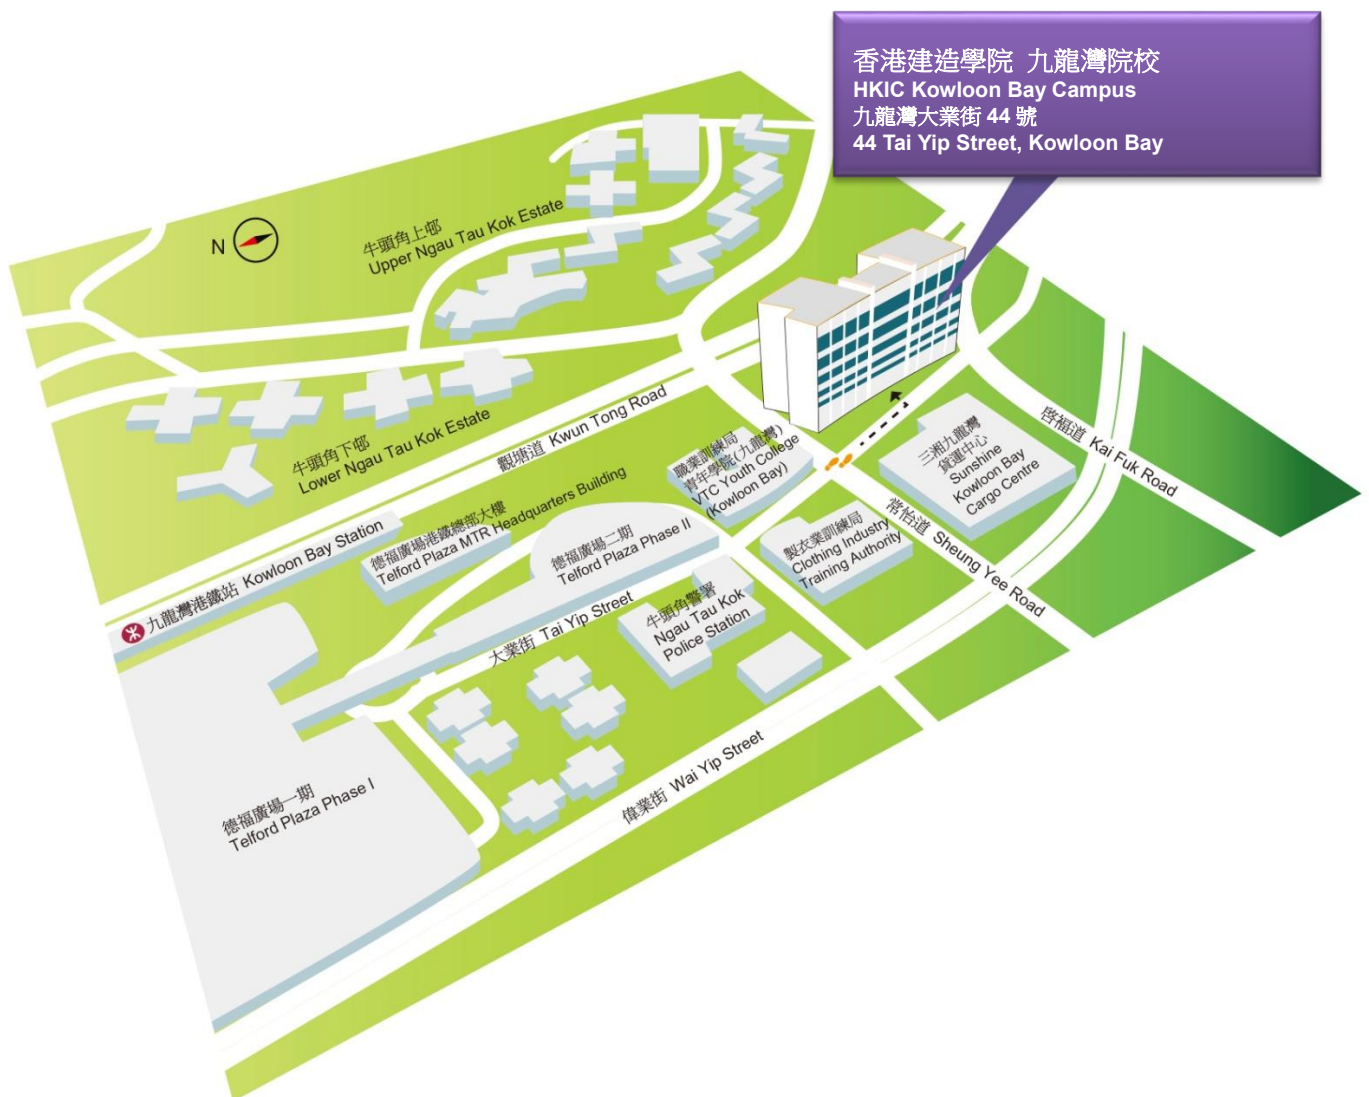 香港建造學院 九龍灣院校
HKIC Kowloon Bay Campus
九龍灣大業街 44 號
44 Tai Yip Street, Kowloon Bay
N
牛頭角上邨
Upper Ngau Tau Kok Estate
牛頭角下邨
Lower Ngau Tau Kok Estate
觀塘道 Kwun Tong Road
職業訓練局
青年學院(九龍灣)
VTC Youth College
(Kowloon Bay)
三湘九龍灣
貨運中心
Sunshine
Kowloon Bay
Cargo Centre
啓福道 Kai Fuk Road
常怡道 Sheung Yee Road
製衣業訓練局
Clothing Industry
Training Authority
德福廣場港鐵總部大樓
Telford Plaza MTR Headquarters Building
德福廣場二期
Telford Plaza Phase II
九龍灣港鐵站 Kowloon Bay Station
大業街 Tai Yip Street
牛頭角警署
Ngau Tau Kok
Police Station
偉業街 Wai Yip Street
德福廣場一期
Telford Plaza Phase I